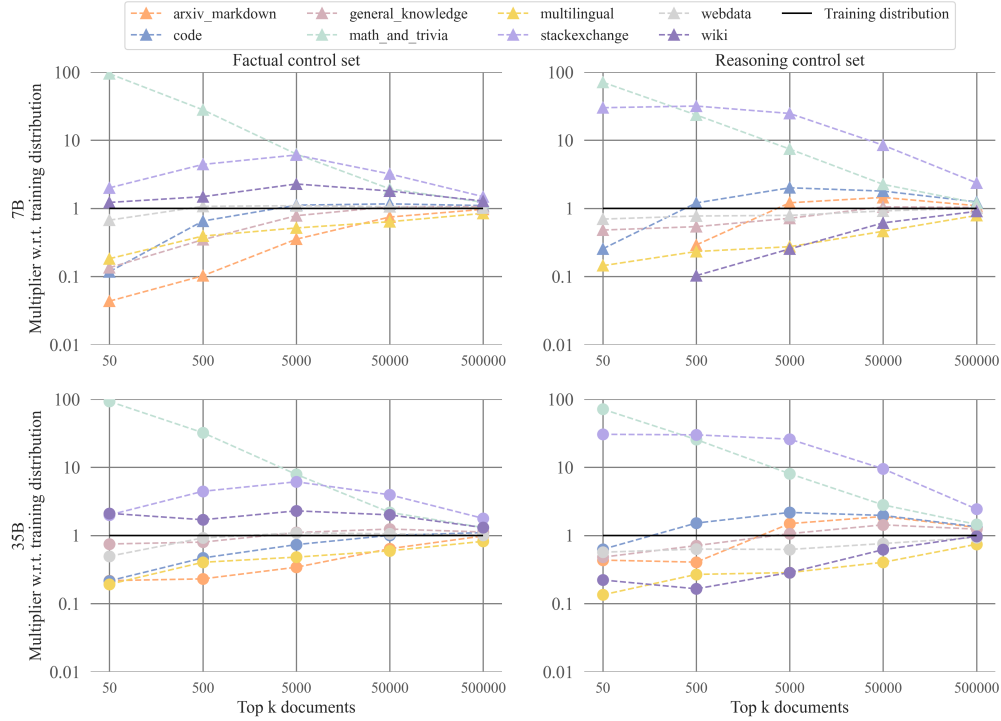 arxiv_markdown general_knowledge multilingual webdata Training distribution
code math_and_trivia stackexchange wiki
Factual control set Reasoning control set
7B
Multiplier w.r.t. training distribution
100 100
10 10
1 1
0.1 0.1
0.01 0.01
50 500 5000 50000 500000 50 500 5000 50000 500000
35B
Multiplier w.r.t. training distribution
100 100
10 10
1 1
0.1 0.1
0.01 0.01
50 500 5000 50000 500000 50 500 5000 50000 500000
Top k documents Top k documents